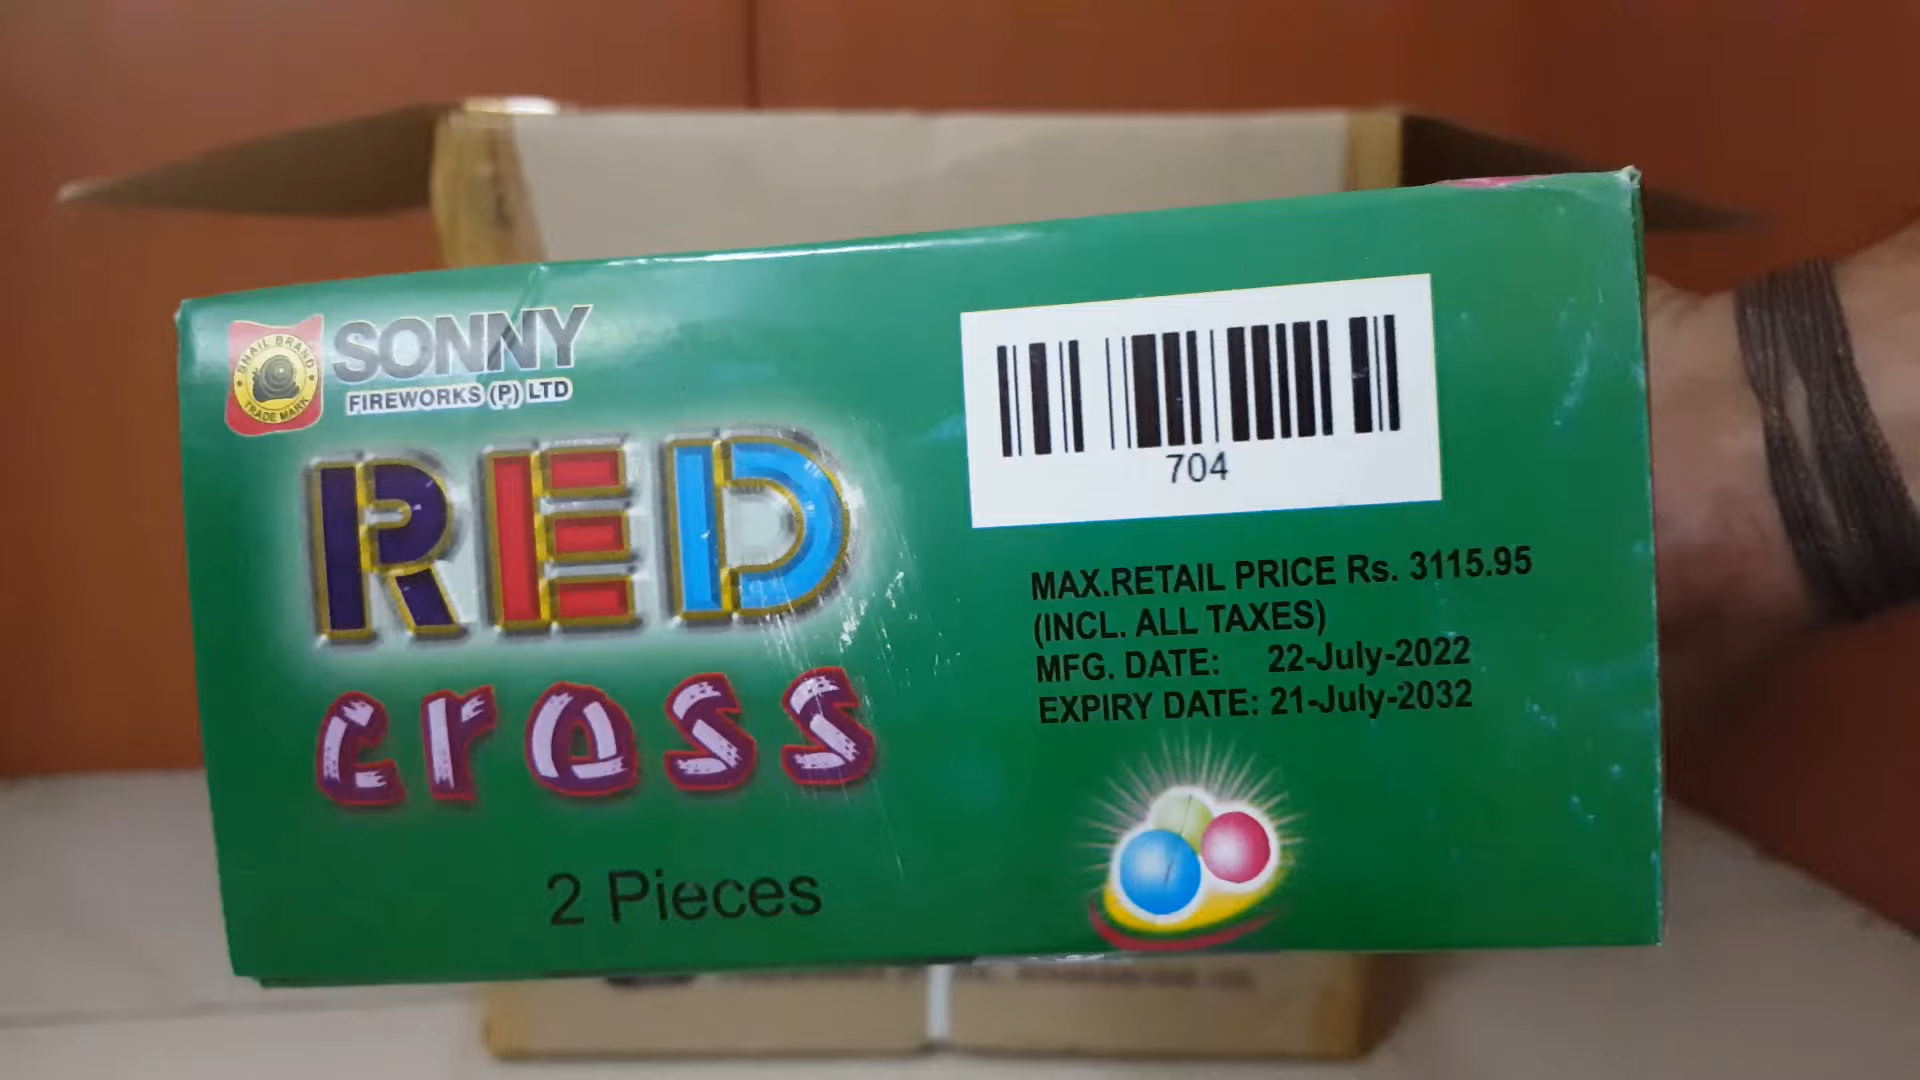 SNAIL BRAND
TRADE MARK
SONNY
FIREWORKS (P) LTD
RED
cross
2 Pieces
704
MAX.RETAIL PRICE Rs. 3115.95
(INCL. ALL TAXES)
MFG. DATE: 22-July-2022
EXPIRY DATE: 21-July-2032